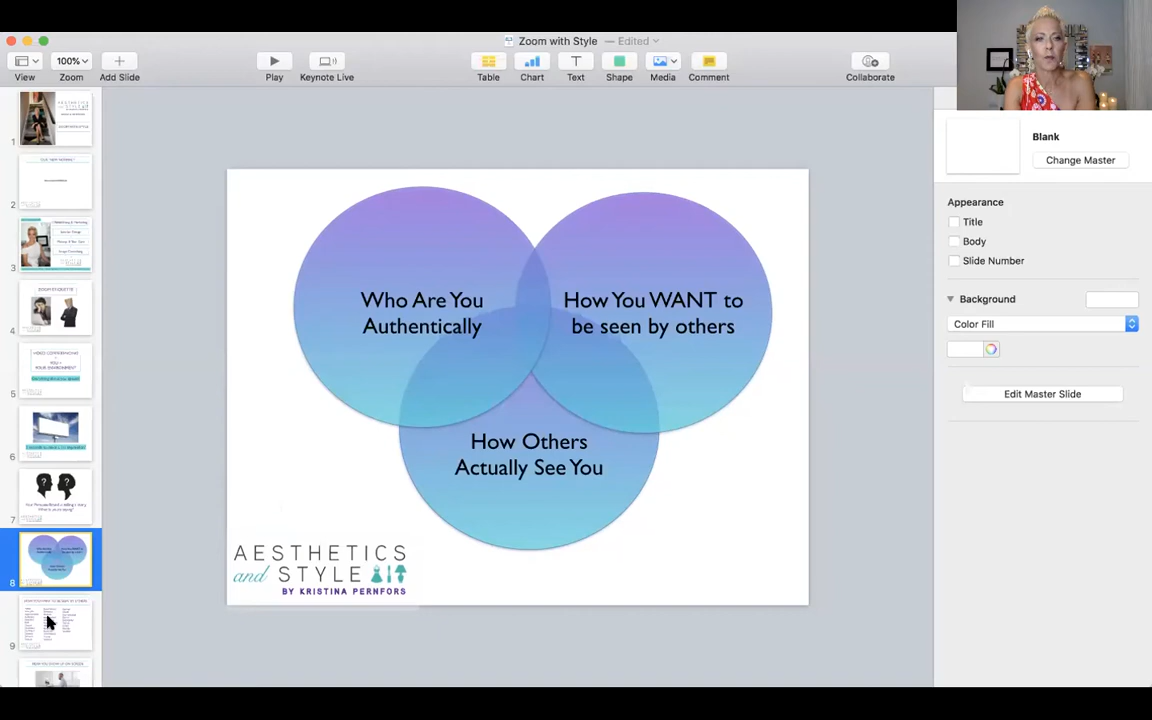 Zoom with Style — Edited
100%
View
Zoom
Add Slide
Play
Keynote Live
Table
Chart
Text
Shape
Media
Comment
Collaborate
1
2
3
4
5
6
7
8
9
Who Are You
Authentically
How You WANT to
be seen by others
How Others
Actually See You
AESTHETICS
and STYLE
BY KRISTINA PERNFORS
Blank
Change Master
Appearance
Title
Body
Slide Number
Background
Color Fill
Edit Master Slide